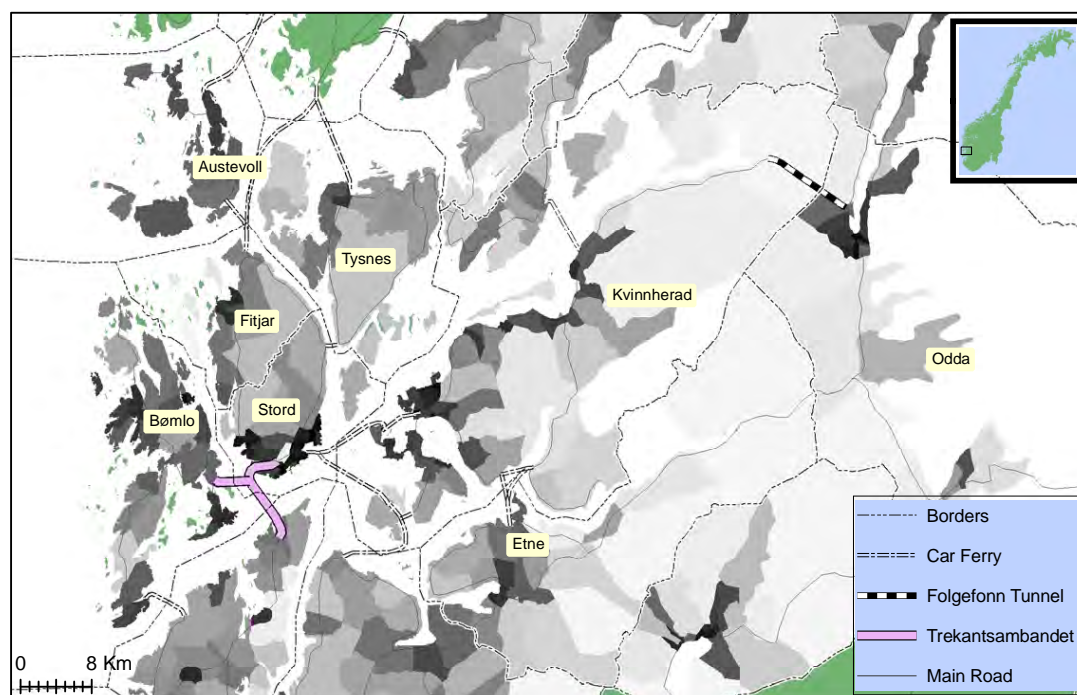 Austevoll
Tysnes
Kvinnherad
Fitjar
Odda
Stord
Bømlo
Etne
Borders
Car Ferry
Folgefonn Tunnel
Trekantsambandet
Main Road
0 8 Km